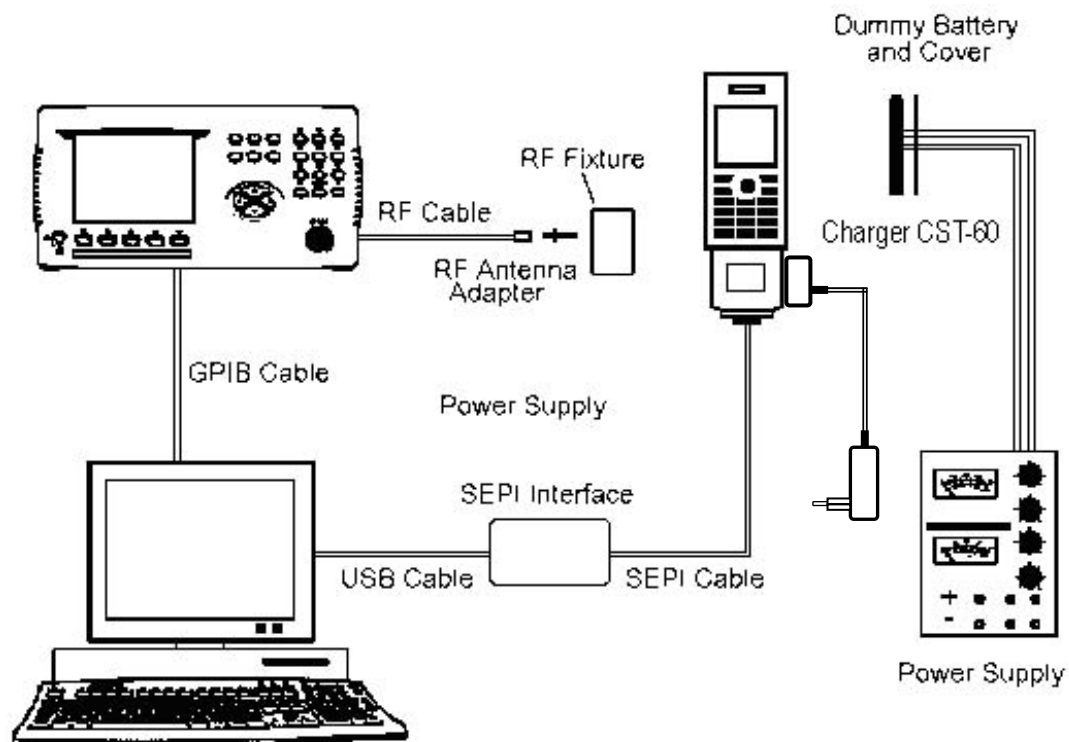 Dummy Battery
and Cover
RF Fixture
RF Cable
Charger CST-60
RF Antenna
Adapter
GPIB Cable
Power Supply
SEPI Interface
USB Cable
SEPI Cable
+
-
Power Supply